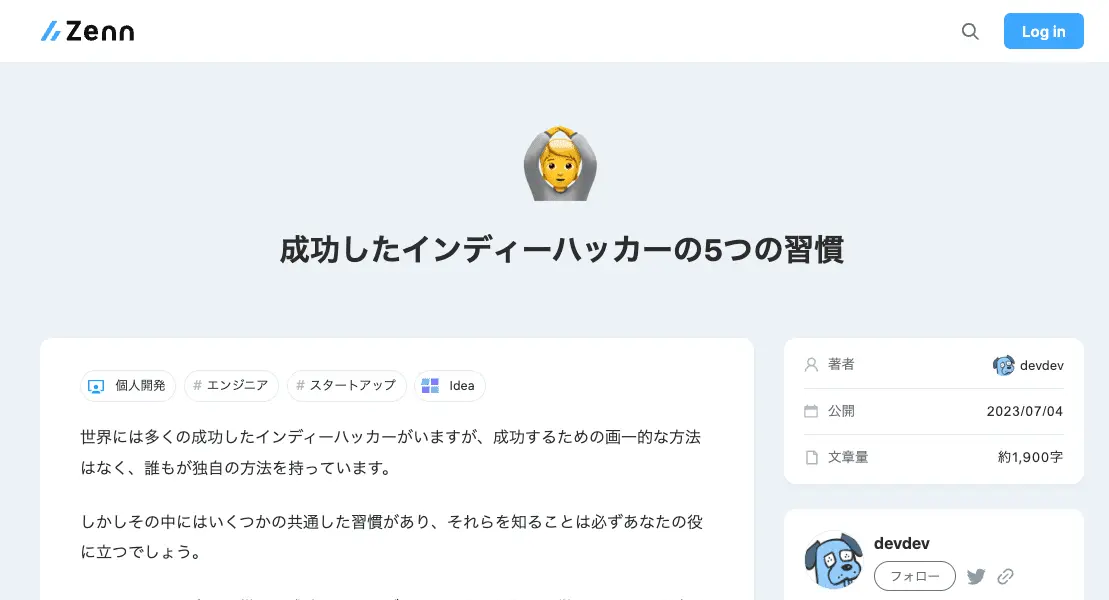 Zenn
Log in
成功したインディーハッカーの5つの習慣
個人開発
# エンジニア
# スタートアップ
Idea
世界には多くの成功したインディーハッカーがいますが、成功するための画一的な方法
はなく、誰もが独自の方法を持っています。
しかしその中にはいくつかの共通した習慣があり、それらを知ることは必ずあなたの役
に立つでしょう。
著者
devdev
公開
2023/07/04
文章量
約1,900字
devdev
フォロー